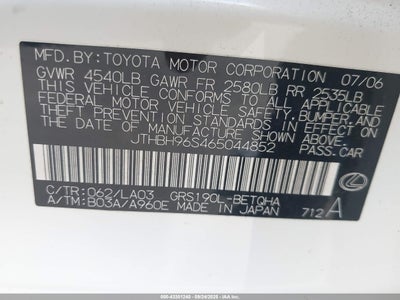 MFD.BY:TOYOTA MOTOR CORPORATION 07/06
GVWR 4540LB GAWR FR 2580LB RR 2535LB
THIS VEHICLE CONFORMS TO ALL APPLICABLE
FEDERAL MOTOR VEHICLE SAFETY, BUMPER, AND
THEFT PREVENTION STANDARDS IN EFFECT ON
THE DATE OF MANUFACTURE SHOWN ABOVE.
JTHBH96S465044852 PASS.CAR
C/TR:062/LA03 GRS190L-BETQHA
A/TM:B03A/A960E MADE IN JAPAN 712 A